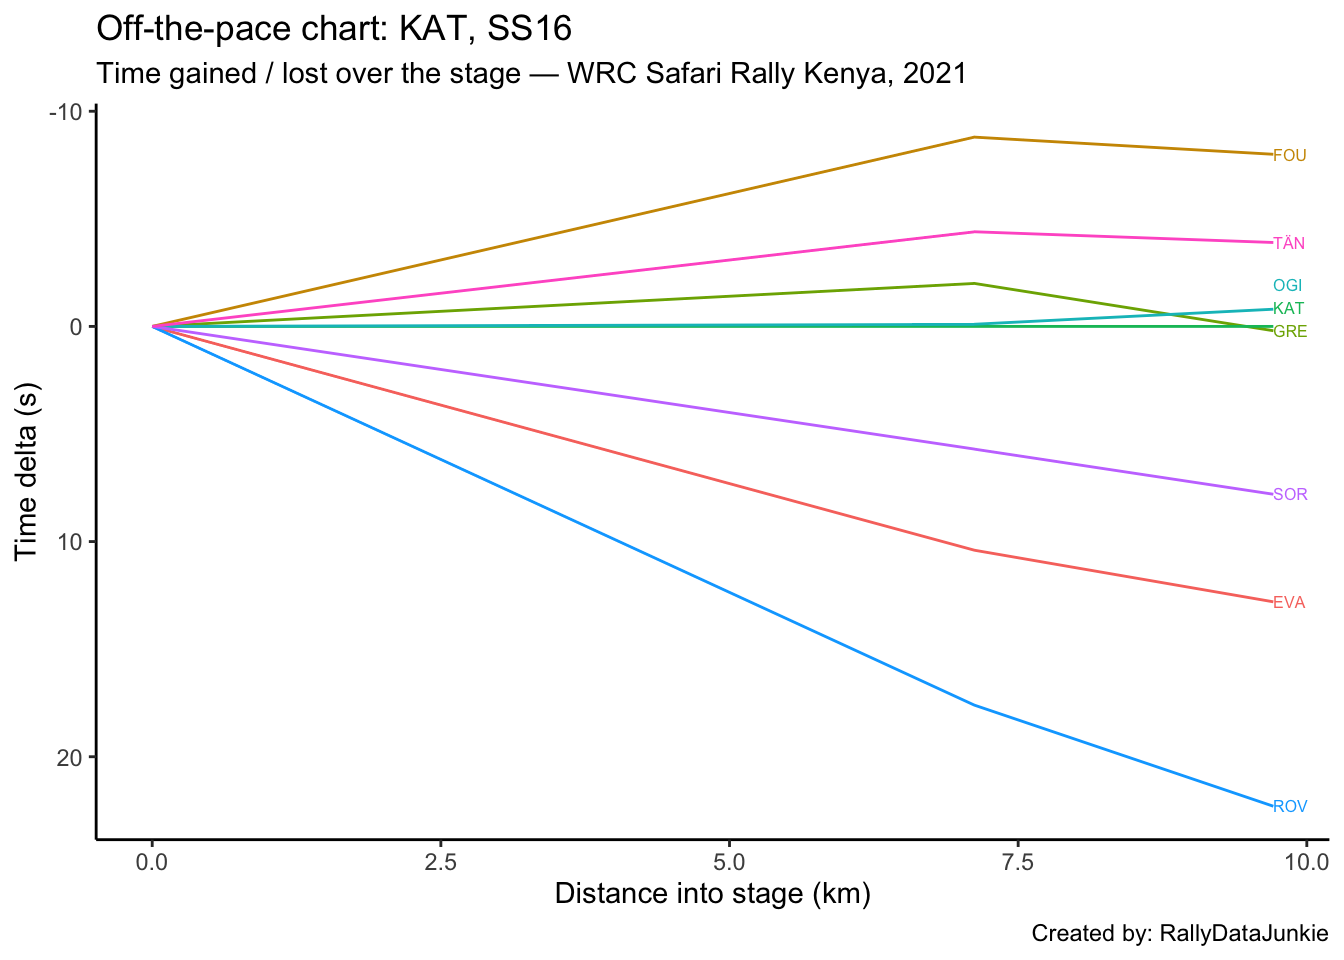 Off-the-pace chart: KAT, SS16
Time gained / lost over the stage — WRC Safari Rally Kenya, 2021
-10
0
10
20
Time delta (s)
FOU
TÄN
OGI
KAT
GRE
SOR
EVA
ROV
0.0 2.5 5.0 7.5 10.0
Distance into stage (km)
Created by: RallyDataJunkie